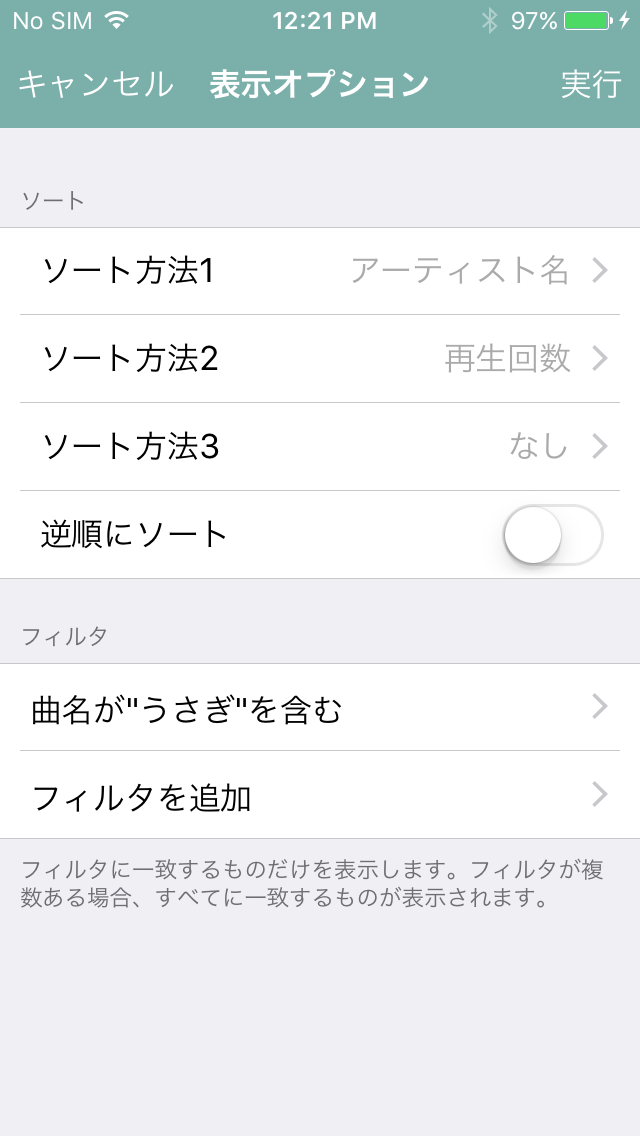 No SIM 12:21 PM 97%
キャンセル 表示オプション 実行
ソート
ソート方法1 アーティスト名
ソート方法2 再生回数
ソート方法3 なし
逆順にソート
フィルタ
曲名が"うさぎ"を含む
フィルタを追加
フィルタに一致するものだけを表示します。フィルタが複
数ある場合、すべてに一致するものが表示されます。